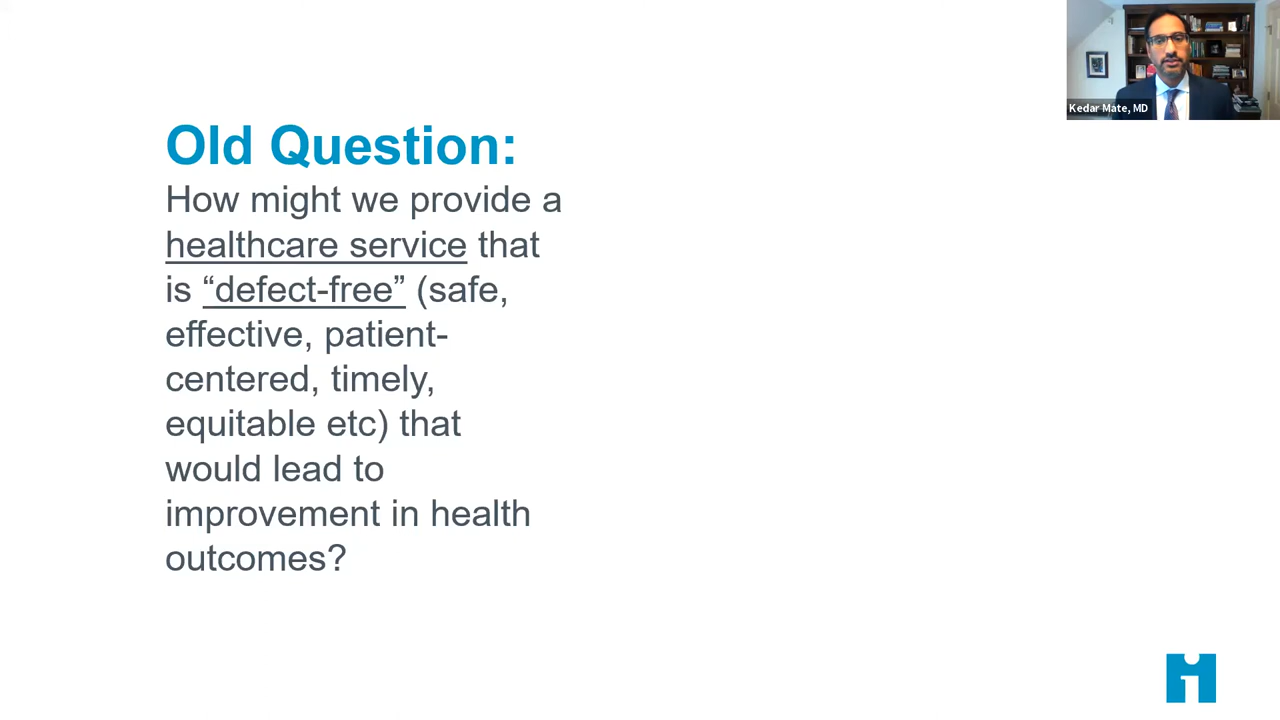 Kedar Mate, MD
Old Question:
How might we provide a
healthcare service that
is “defect-free” (safe,
effective, patient-
centered, timely,
equitable etc) that
would lead to
improvement in health
outcomes?